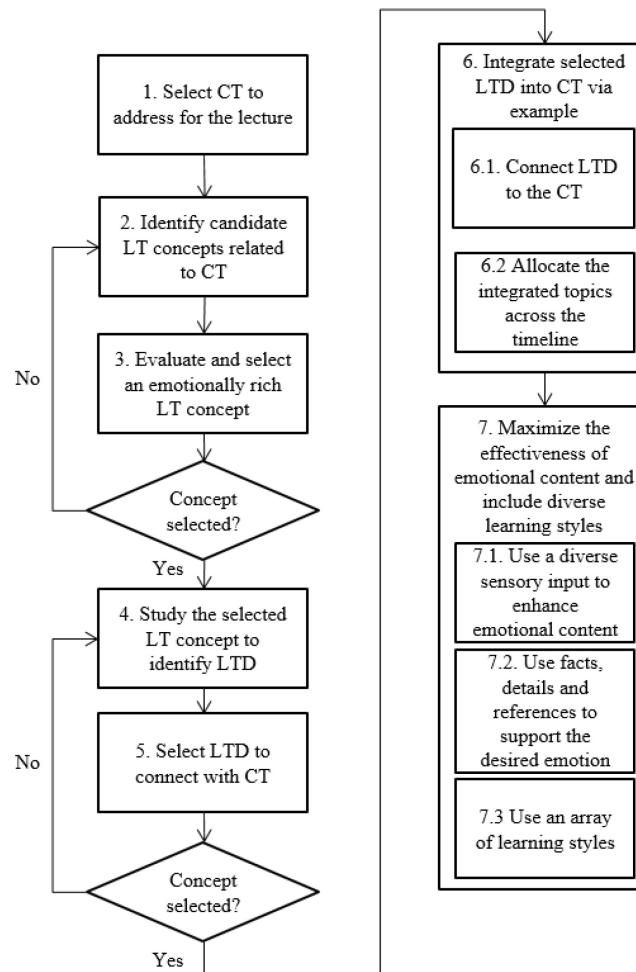 1. Select CT to
address for the lecture
2. Identify candidate
LT concepts related
to CT
3. Evaluate and select
an emotionally rich
LT concept
No
Concept
selected?
Yes
4. Study the selected
LT concept to
identify LTD
5. Select LTD to
connect with CT
No
Concept
selected?
Yes
6. Integrate selected
LTD into CT via
example
6.1. Connect LTD
to the CT
6.2 Allocate the
integrated topics
across the
timeline
7. Maximize the
effectiveness of
emotional content and
include diverse
learning styles
7.1. Use a diverse
sensory input to
enhance
emotional content
7.2. Use facts,
details and
references to
support the
desired emotion
7.3 Use an array
of learning styles